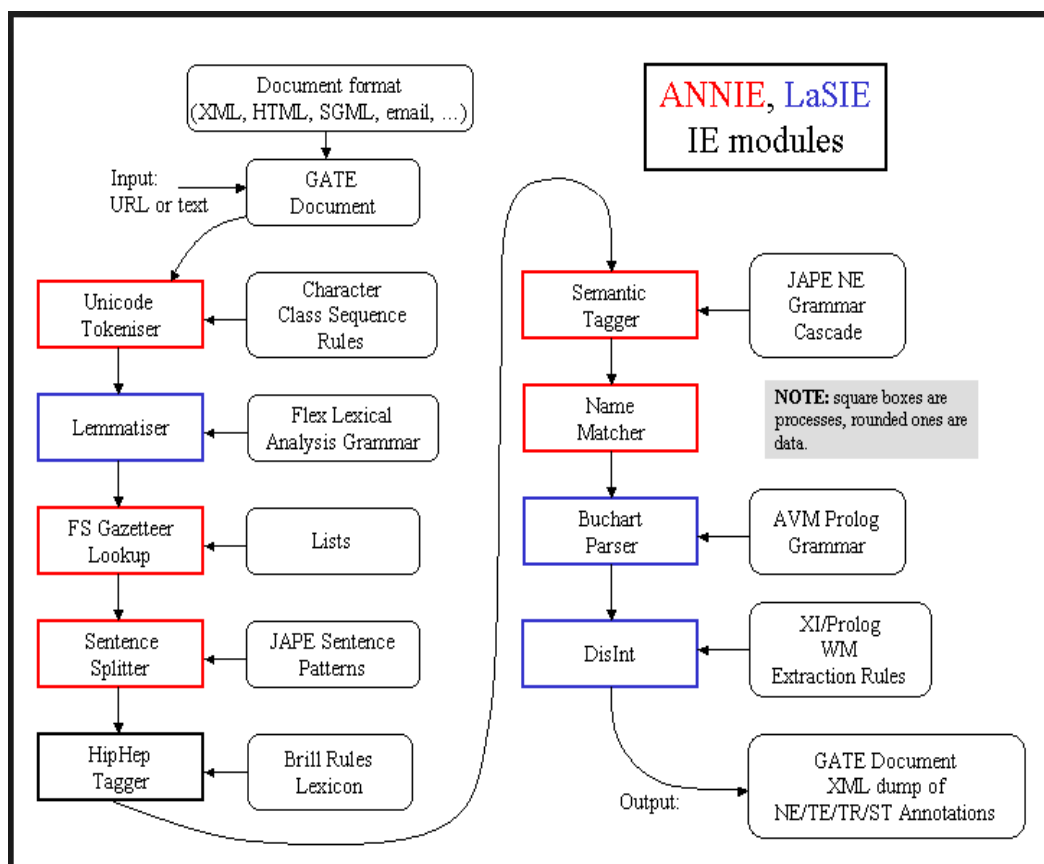 Document format
(XML, HTML, SGML, email, ...)
ANNIE, LaSIE
IE modules
Input:
URL or text
GATE
Document
Unicode
Tokeniser
Character
Class Sequence
Rules
Lemmatiser
Flex Lexical
Analysis Grammar
FS Gazetteer
Lookup
Lists
Sentence
Splitter
JAPE Sentence
Patterns
HipHep
Tagger
Brill Rules
Lexicon
Semantic
Tagger
JAPE NE
Grammar
Cascade
Name
Matcher
NOTE: square boxes are
processes, rounded ones are
data.
Buchart
Parser
AVM Prolog
Grammar
DisInt
XI/Prolog
WM
Extraction Rules
Output:
GATE Document
XML dump of
NE/TE/TR/ST Annotations